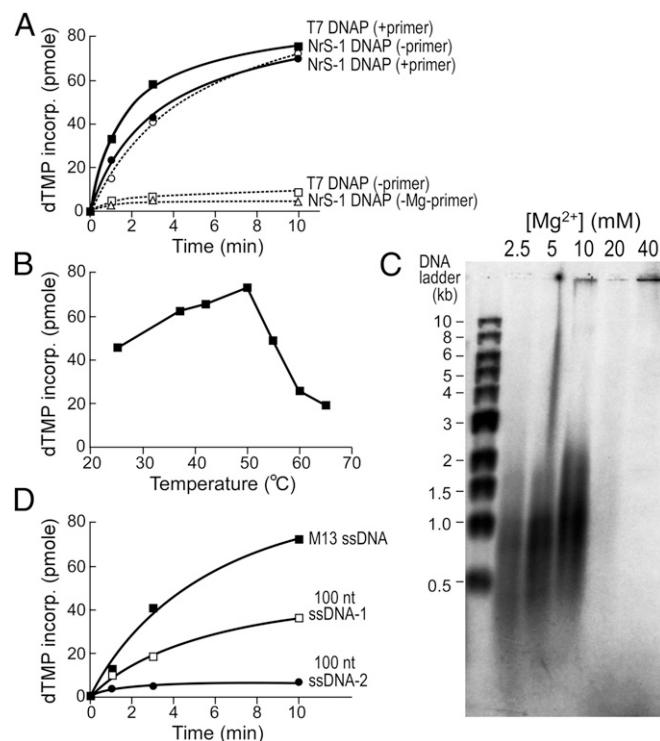 A
dTMP incorp. (pmole)
80
60
40
20
0
0 2 4 6 8 10
Time (min)
T7 DNAP (+primer)
NrS-1 DNAP (-primer)
NrS-1 DNAP (+primer)
T7 DNAP (-primer)
NrS-1 DNAP (-Mg-primer)
B
dTMP incorp. (pmole)
80
60
40
20
0
20 30 40 50 60 70
Temperature (°C)
C
[Mg²⁺] (mM)
2.5 5 10 20 40
DNA
ladder
(kb)
10
8
6
5
4
3
2
1.5
1.0
0.5
D
dTMP incorp. (pmole)
80
60
40
20
0
0 2 4 6 8 10
Time (min)
M13 ssDNA
100 nt
ssDNA-1
100 nt
ssDNA-2